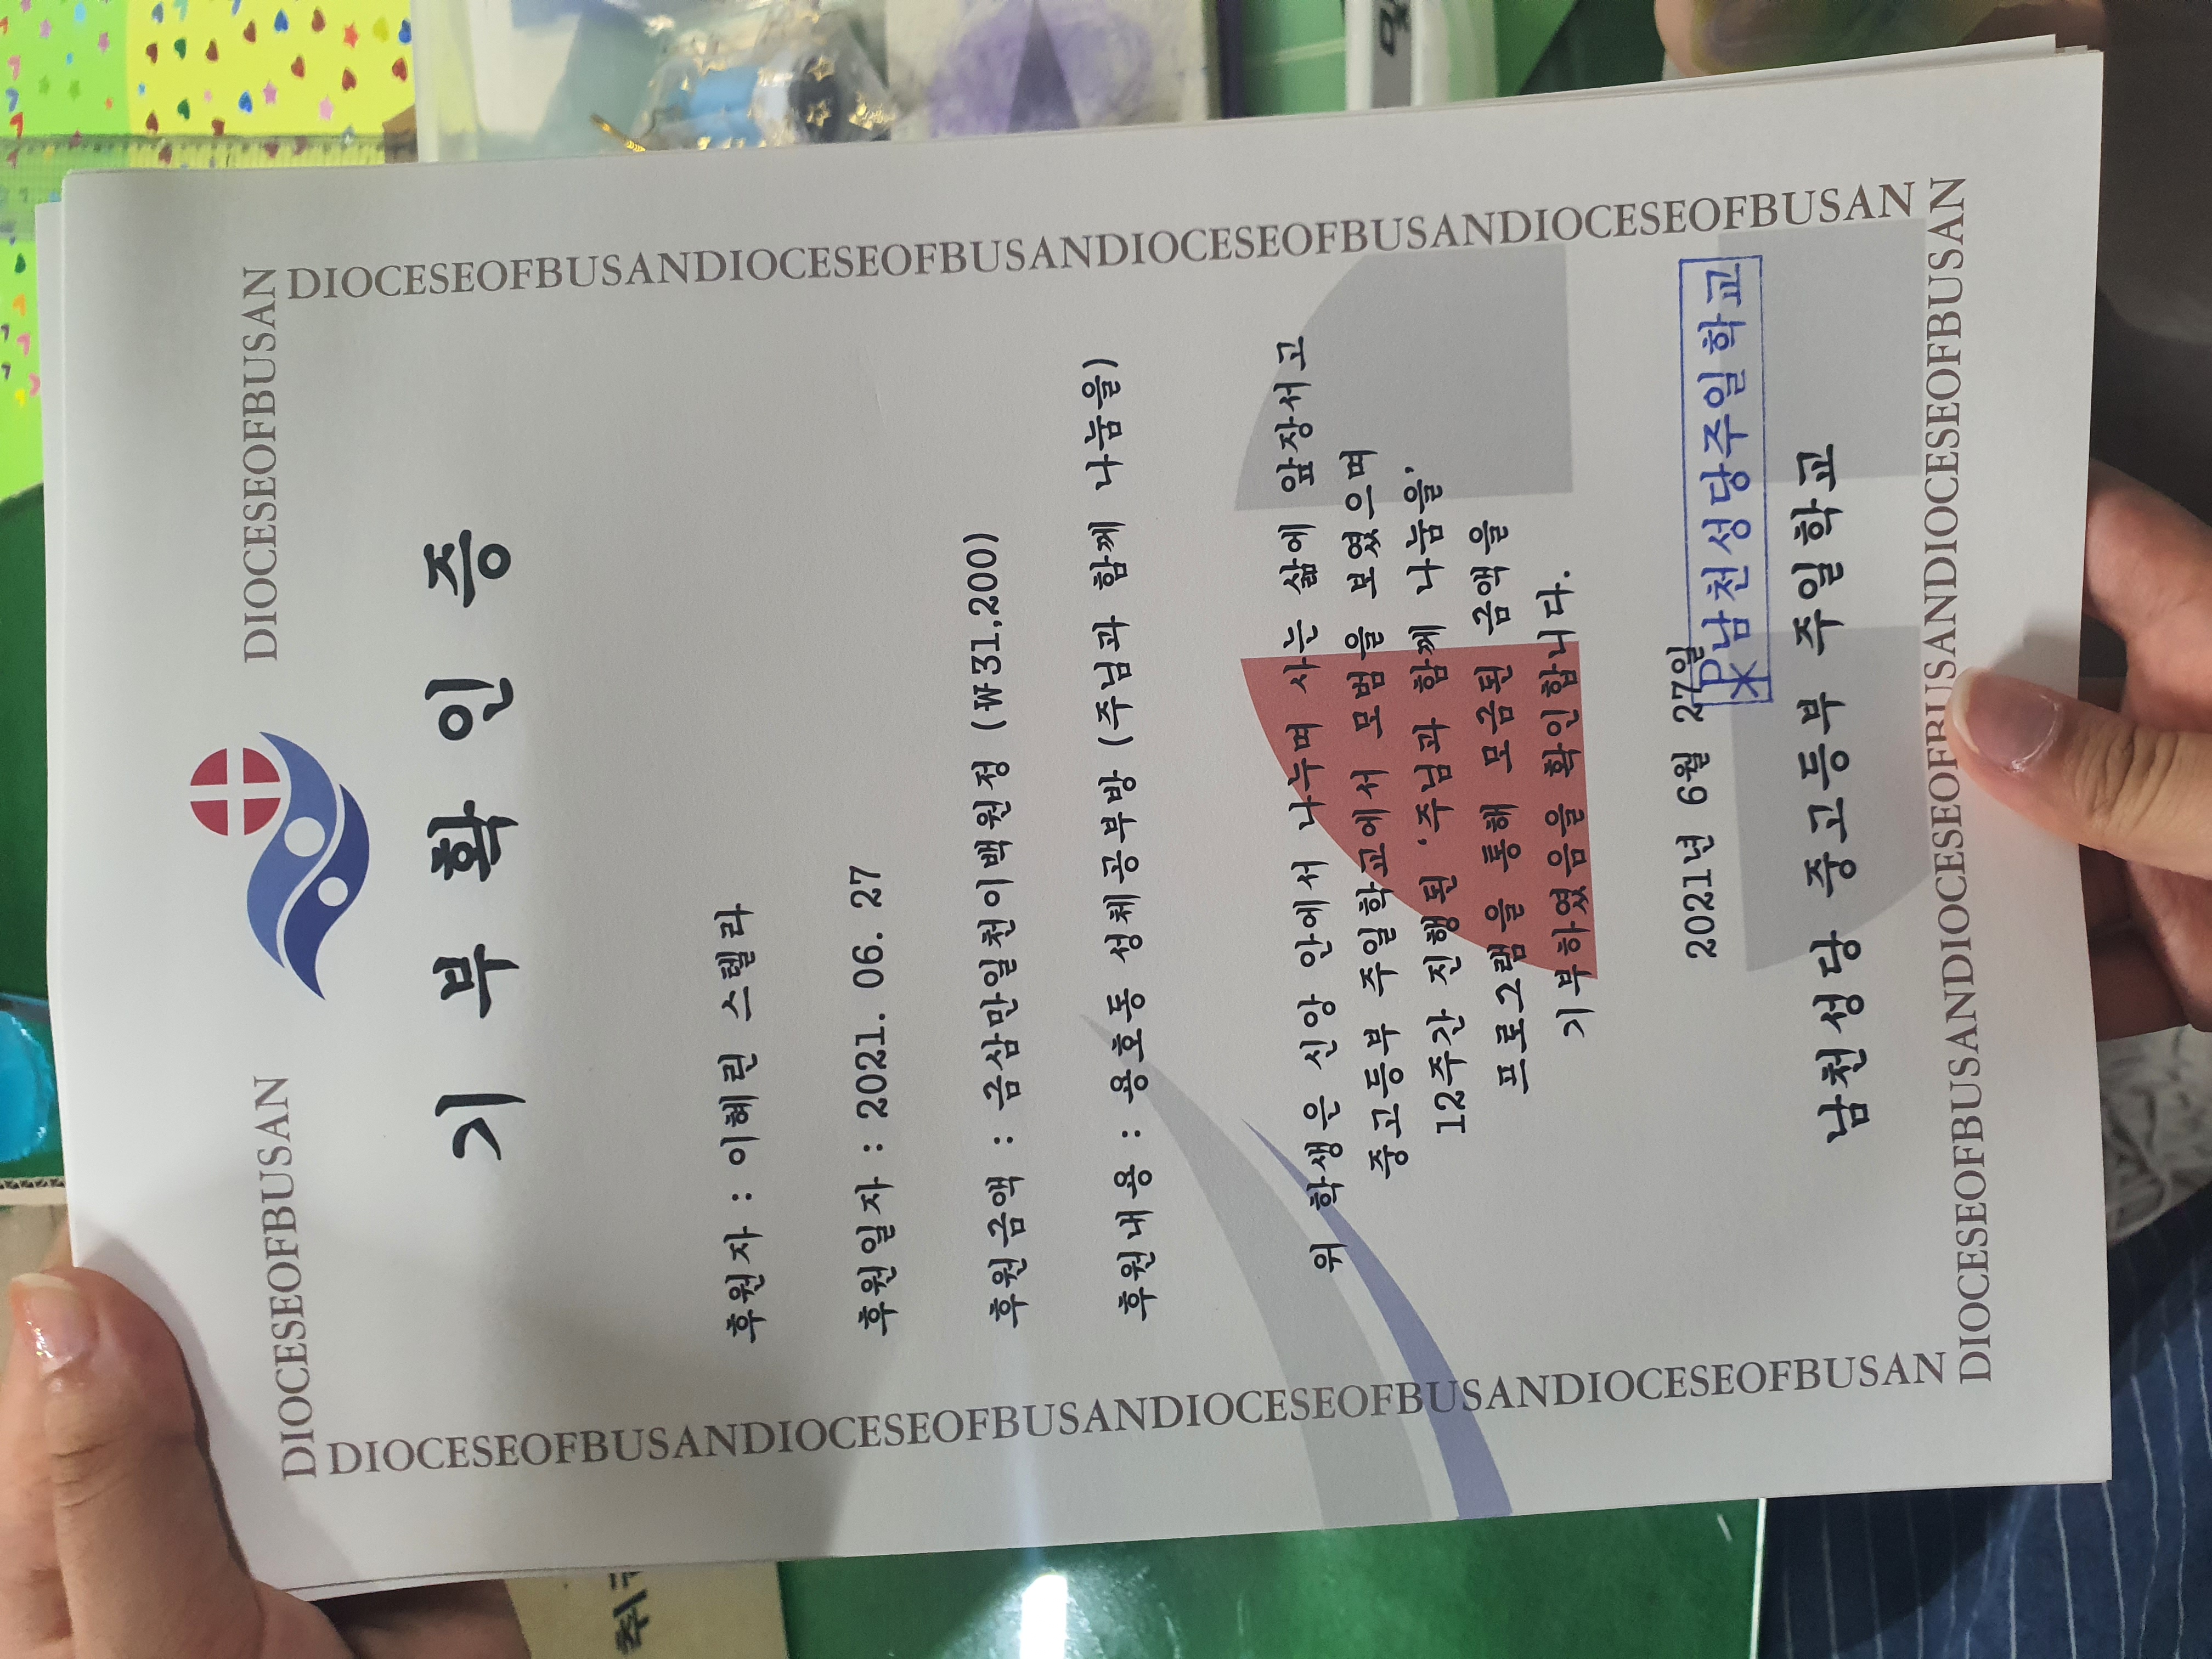 DIOCESEOFBUSAN
DIOCESEOFBUSAN
DIOCESEOFBUSANDIOCESEOFBUSANDIOCESEOFBUSANDIOCESEOFBUSAN
DIOCESEOFBUSANDIOCESEOFBUSANDIOCESEOFBUSANDIOCESEOFBUSAN
기 부 확 인 증
후원자 : 이혜린 스텔라
후원일자 : 2021. 06. 27
후원금액 : 금삼만일천이백원정 (₩31,200)
후원내용 : 용호동 성체공부방 (주님과 함께 나눔을)
위 학생은 신앙 안에서 나누며 사는 삶에 앞장서고
중고등부 주일학교에서 모범을 보였으며
12주간 진행된 '주님과 함께 나눔을'
프로그램을 통해 모금된 금액을
기부하였음을 확인합니다.
2021년 6월 27일
남천성당주일학교
남천성당 중고등부 주일학교
DIOCESEOFBUSANDIOCESEOFBUSANDIOCESEOFBUSANDIOCESEOFBUSAN